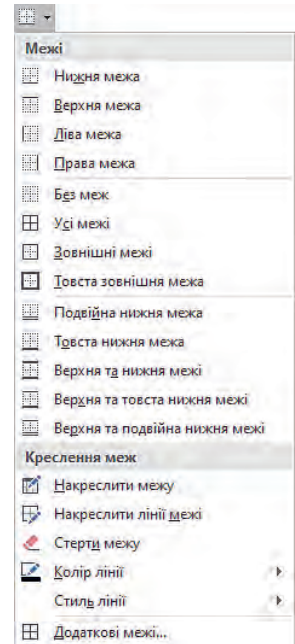 Межі
Нижня межа
Верхня межа
Ліва межа
Права межа
Без меж
Усі межі
Зовнішні межі
Товста зовнішня межа
Подвійна нижня межа
Товста нижня межа
Верхня та нижня межі
Верхня та товста нижня межі
Верхня та подвійна нижня межі
Креслення меж
Накреслити межу
Накреслити лінії межі
Стерти межу
Колір лінії
Стиль лінії
Додаткові межі...